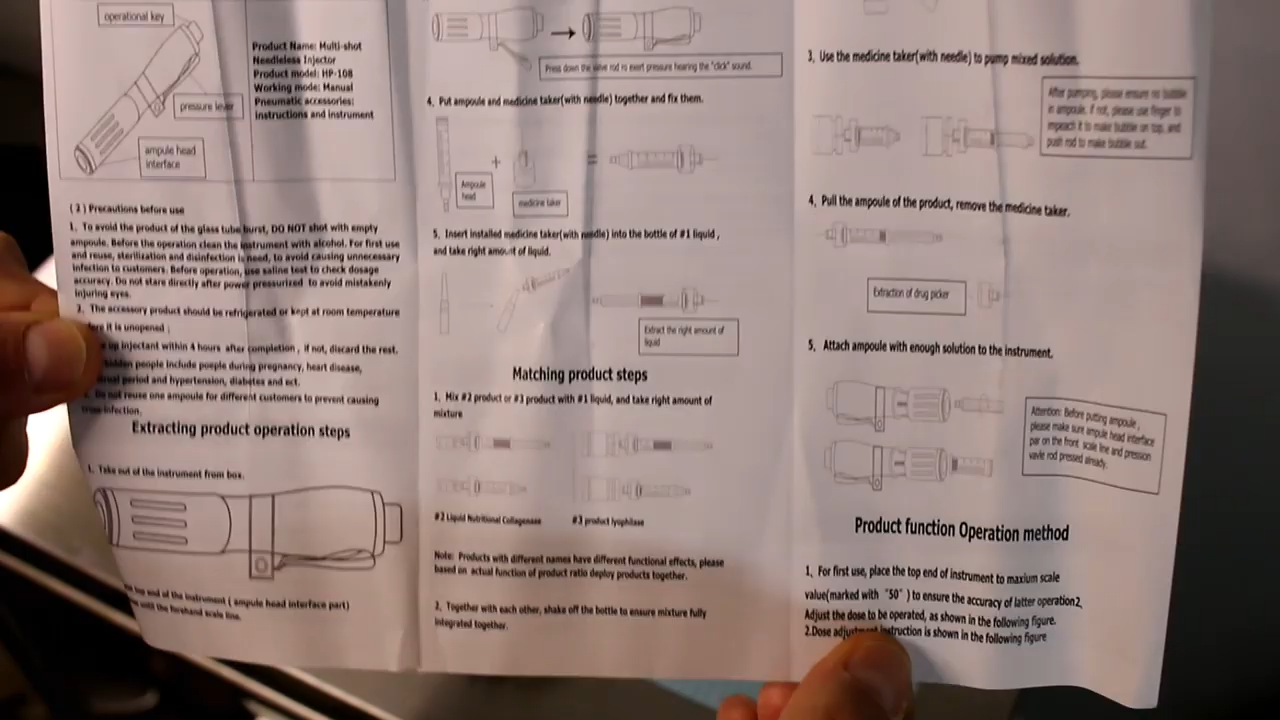 operational key
pressure lever
ampule head
interface
Product Name: Multi-shot
Needleless Injector
Product model: HP-108
Working mode: Manual
Pneumatic accessories:
Instructions and instrument
( 2 ) Precautions before use
1、To avoid the product of the glass tube burst, DO NOT shot with empty
ampoule. Before the operation clean the instrument with alcohol. For first use
and reuse, sterilization and disinfection is need, to avoid causing unnecessary
infection to customers. Before operation, use saline test to check dosage
accuracy. Do not stare directly after power pressurized to avoid mistakenly
injuring eyes.
2、The accessory product should be refrigerated or kept at room temperature
it is unopened ;
up injectant within 4 hours after completion , if not, discard the rest.
people include poeple during pregnancy, heart disease,
period and hypertension, diabetes and ect.
Do not reuse one ampoule for different customers to prevent causing
infection.
Extracting product operation steps
1、Take out of the instrument from box.
end of the instrument ( ampule head interface part)
until the forehand scale line.
Press down the valve rod to exert pressure hearing the "click" sound.
4、Put ampoule and medicine taker(with needle) together and fix them.
+
=
Ampoule
head
medicine taker
5、Insert installed medicine taker(with needle) into the bottle of #1 liquid ,
and take right amount of liquid.
Extract the right amount of
liquid
Matching product steps
1、Mix #2 product or #3 product with #1 liquid, and take right amount of
mixture
#2 Liquid Nutritional Collagenase
#3 product lyophilase
Note: Products with different names have different functional effects, please
based on actual function of product ratio deploy products together.
2、Together with each other, shake off the bottle to ensure mixture fully
integrated together.
3、Use the medicine taker(with needle) to pump mixed solution.
After pumping, please ensure no bubble
in ampoule, if not, please use finger to
impeach it to make bubble on top, and
push rod to make bubble out.
4、Pull the ampoule of the product, remove the medicine taker.
Extraction of drug picker
5、Attach ampoule with enough solution to the instrument.
Attention: Before putting ampoule ,
please make sure ampule head interface
par on the front scale line and pression
vavle rod pressed already.
Product function Operation method
1、For first use, place the top end of instrument to maxium scale
value(marked with "50" ) to ensure the accuracy of latter operation2,
Adjust the dose to be operated, as shown in the following figure.
2.Dose adjustment instruction is shown in the following figure